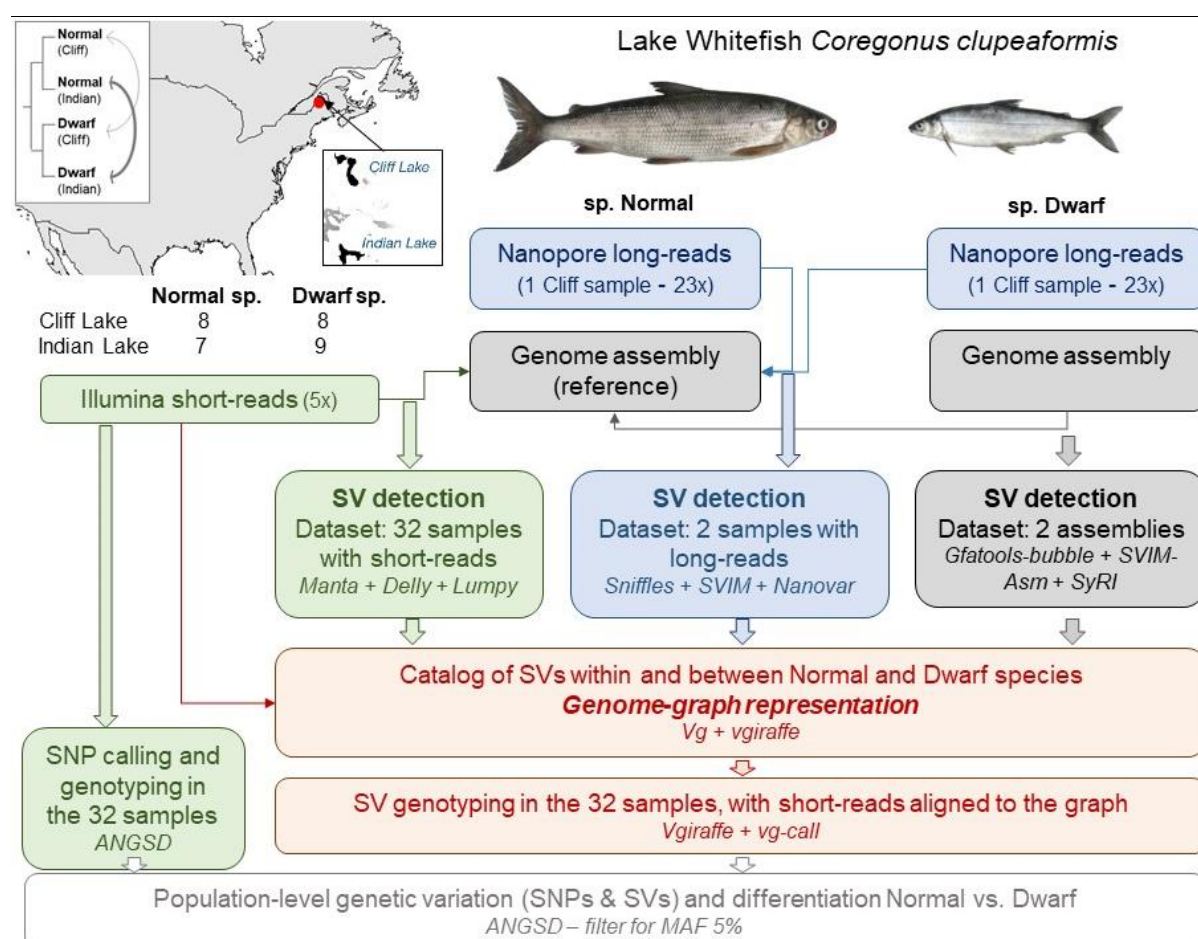 Normal
(Cliff)
Normal
(Indian)
Dwarf
(Cliff)
Dwarf
(Indian)
Cliff Lake
Indian Lake
Lake Whitefish Coregonus clupeaformis
sp. Normal
sp. Dwarf
Normal sp. Dwarf sp.
Cliff Lake 8 8
Indian Lake 7 9
Nanopore long-reads
(1 Cliff sample - 23x)
Nanopore long-reads
(1 Cliff sample - 23x)
Genome assembly
(reference)
Genome assembly
Illumina short-reads (5x)
SV detection
Dataset: 32 samples
with short-reads
Manta + Delly + Lumpy
SV detection
Dataset: 2 samples with
long-reads
Sniffles + SVIM + Nanovar
SV detection
Dataset: 2 assemblies
Gfatools-bubble + SVIM-
Asm + SyRI
Catalog of SVs within and between Normal and Dwarf species
Genome-graph representation
Vg + vgiraffe
SNP calling and
genotyping in
the 32 samples
ANGSD
SV genotyping in the 32 samples, with short-reads aligned to the graph
Vgiraffe + vg-call
Population-level genetic variation (SNPs & SVs) and differentiation Normal vs. Dwarf
ANGSD – filter for MAF 5%